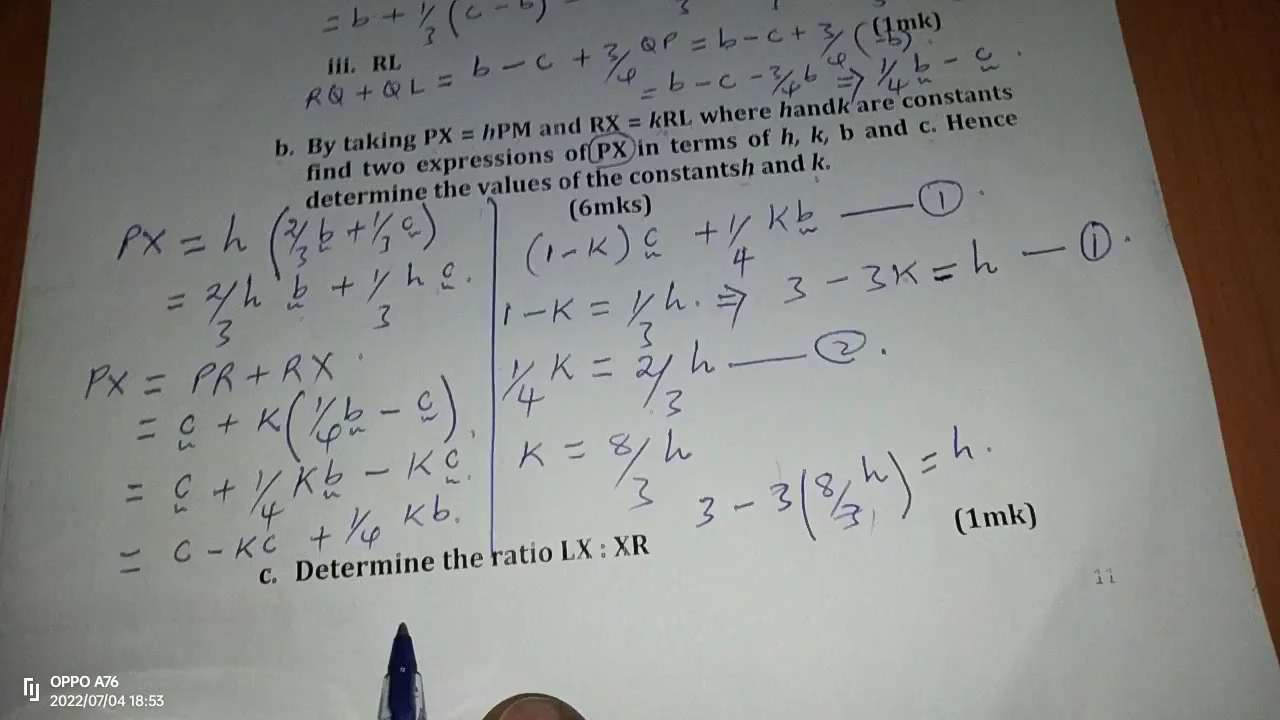 = b + 1/3 (c - b)
iii. RL (1mk)
RQ + QL = b - c + 3/4 QP = b - c + 3/4 (-b)
= b - c - 3/4 b ⇒ 1/4 b - c .
b. By taking PX = hPM and RX = kRL where handk are constants
find two expressions of PX in terms of h, k, b and c. Hence
determine the values of the constantsh and k.
(6mks)
PX = h (2/3 b + 1/3 c)
= 2/3 h b + 1/3 h c .
PX = PR + RX .
= c + K(1/4 b - c) .
= c + 1/4 K b - K c .
= c - Kc + 1/4 Kb.
(1-K) c + 1/4 K b — ① .
1 - K = 1/3 h. ⇒ 3 - 3K = h — ① .
1/4 K = 2/3 h — ② .
K = 8/3 h
3 - 3(8/3 h) = h.
(1mk)
c. Determine the ratio LX : XR
11
OPPO A76
2022/07/04 18:53